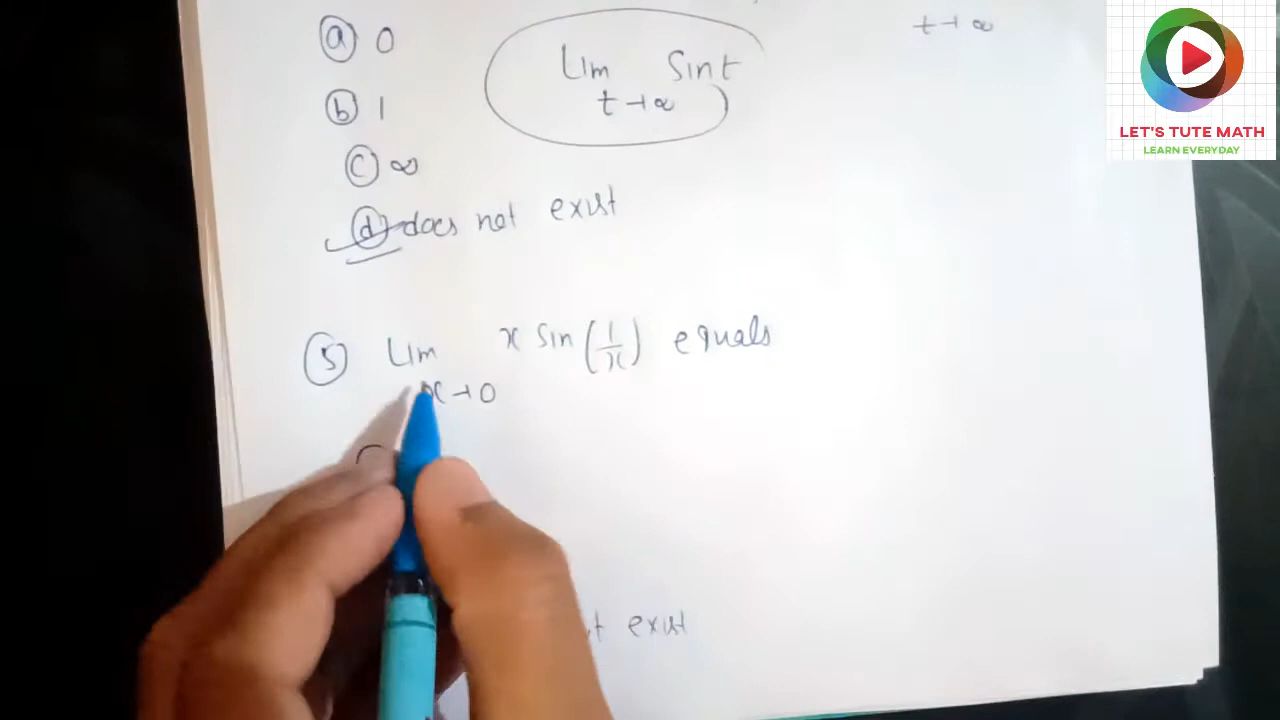 (a) 0
t → ∞
Lim Sint
t → ∞
(b) 1
(c) ∞
(d) does not exist
(5) Lim x Sin (1/x) equals
x → 0
exist
LET'S TUTE MATH
LEARN EVERYDAY